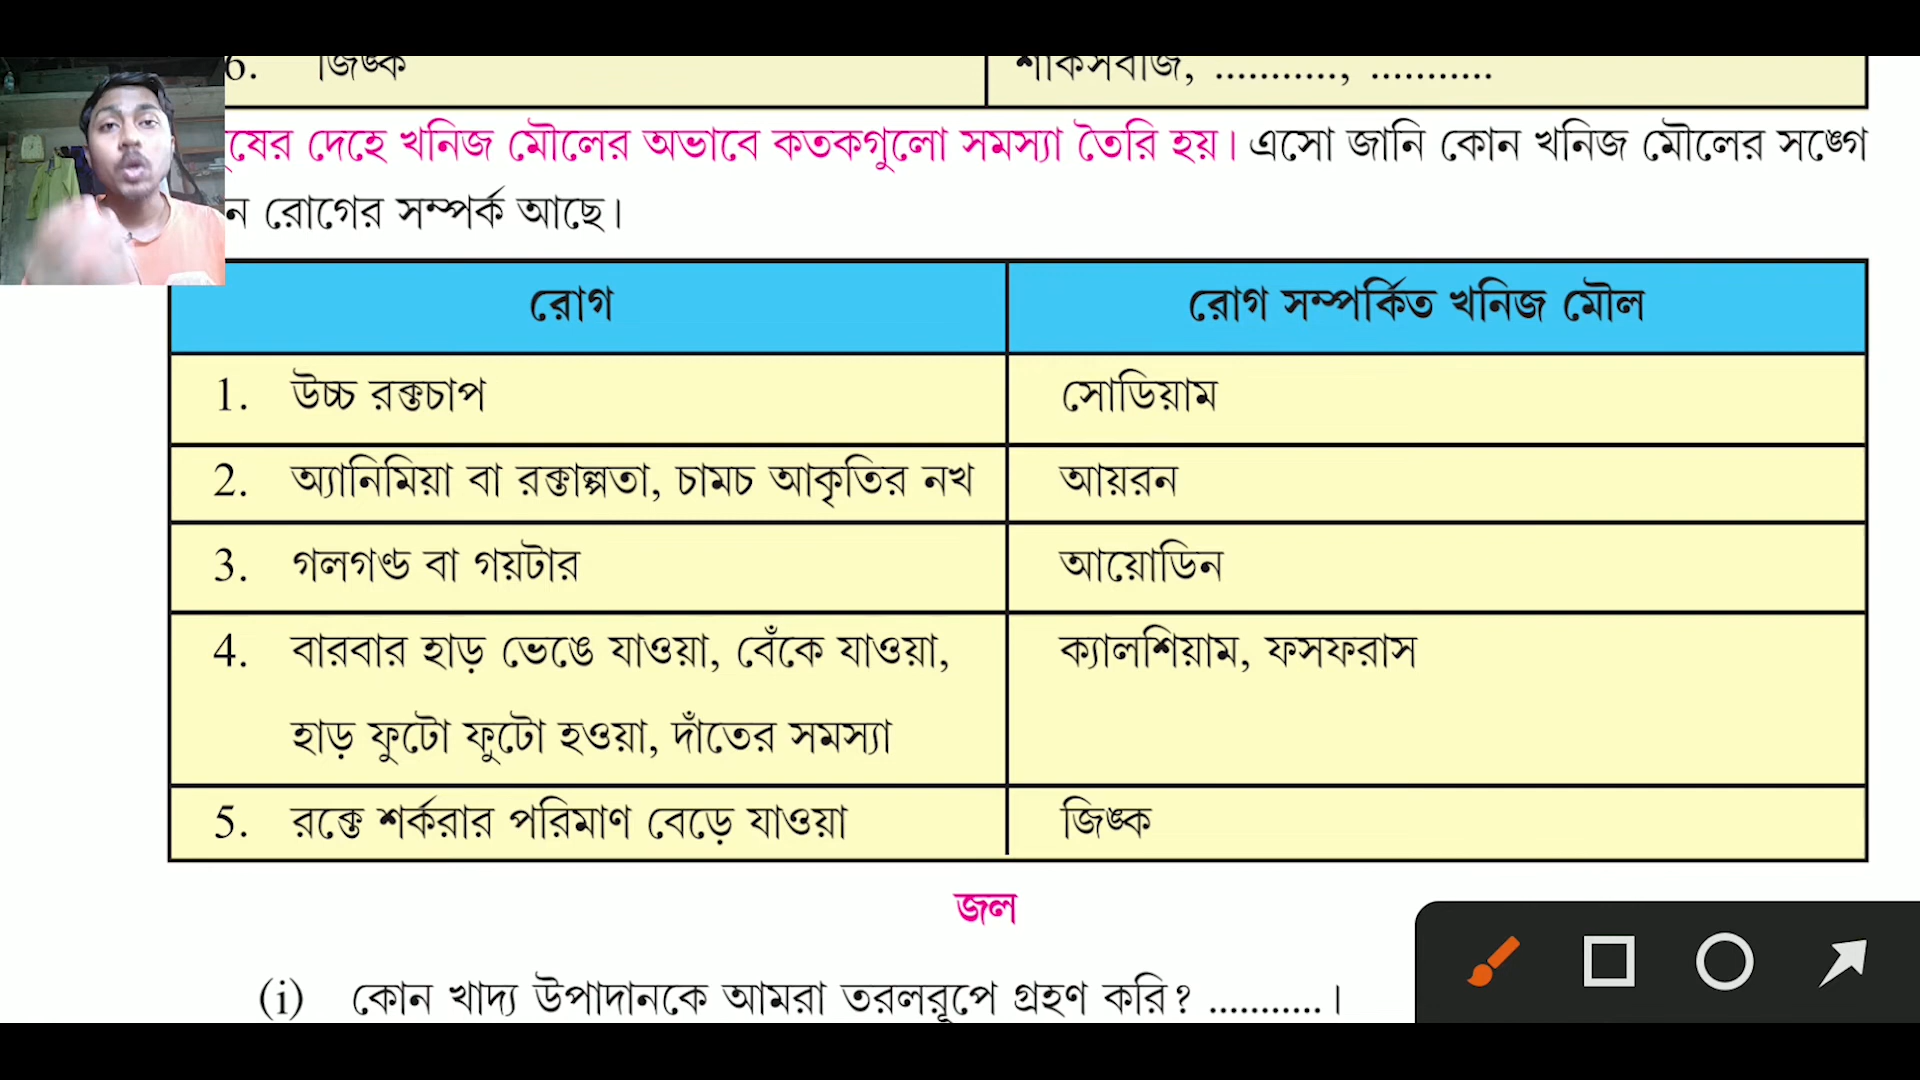 6. জিঙ্ক শাকসবজি, ..........., ...........
দেহে খনিজ মৌলের অভাবে কতকগুলো সমস্যা তৈরি হয়। এসো জানি কোন খনিজ মৌলের সঙ্গে
রোগের সম্পর্ক আছে।
রোগ রোগ সম্পর্কিত খনিজ মৌল
1. উচ্চ রক্তচাপ সোডিয়াম
2. অ্যানিমিয়া বা রক্তাল্পতা, চামচ আকৃতির নখ আয়রন
3. গলগণ্ড বা গয়টার আয়োডিন
4. বারবার হাড় ভেঙে যাওয়া, বেঁকে যাওয়া, ক্যালশিয়াম, ফসফরাস
হাড় ফুটো ফুটো হওয়া, দাঁতের সমস্যা
5. রক্তে শর্করার পরিমাণ বেড়ে যাওয়া জিঙ্ক
জল
(i) কোন খাদ্য উপাদানকে আমরা তরলরূপে গ্রহণ করি? ...........।